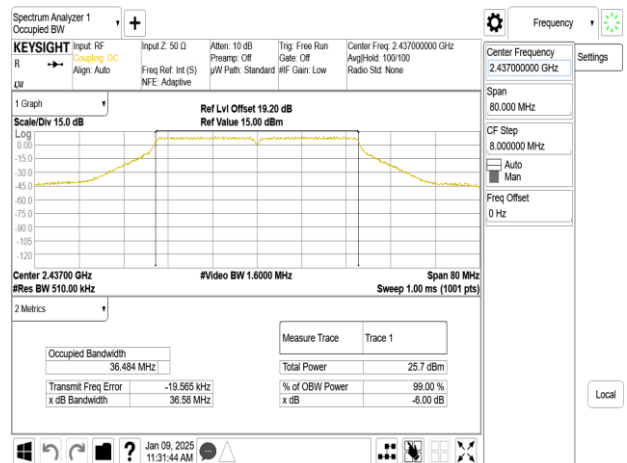 Spectrum Analyzer 1
Occupied BW
Frequency
KEYSIGHT
R
Input: RF
Coupling: DC
Align: Auto
Input Z: 50 Ω
Freq Ref: Int (S)
NFE: Adaptive
Atten: 10 dB
Preamp: Off
µW Path: Standard
Trig: Free Run
Gate: Off
#IF Gain: Low
Center Freq: 2.437000000 GHz
Avg|Hold: 100/100
Radio Std: None
Center Frequency
2.437000000 GHz
Settings
Span
80.000 MHz
CF Step
8.000000 MHz
Auto
Man
Freq Offset
0 Hz
1 Graph
Scale/Div 15.0 dB
Ref Lvl Offset 19.20 dB
Ref Value 15.00 dBm
Log
0.00
-15.0
-30.0
-45.0
-60.0
-75.0
-90.0
-105
-120
Center 2.43700 GHz
#Video BW 1.6000 MHz
Span 80 MHz
#Res BW 510.00 kHz
Sweep 1.00 ms (1001 pts)
2 Metrics
Measure Trace
Trace 1
Occupied Bandwidth
36.484 MHz
Total Power
25.7 dBm
Transmit Freq Error
-19.565 kHz
% of OBW Power
99.00 %
x dB Bandwidth
36.58 MHz
x dB
-6.00 dB
Local
?
Jan 09, 2025
11:31:44 AM